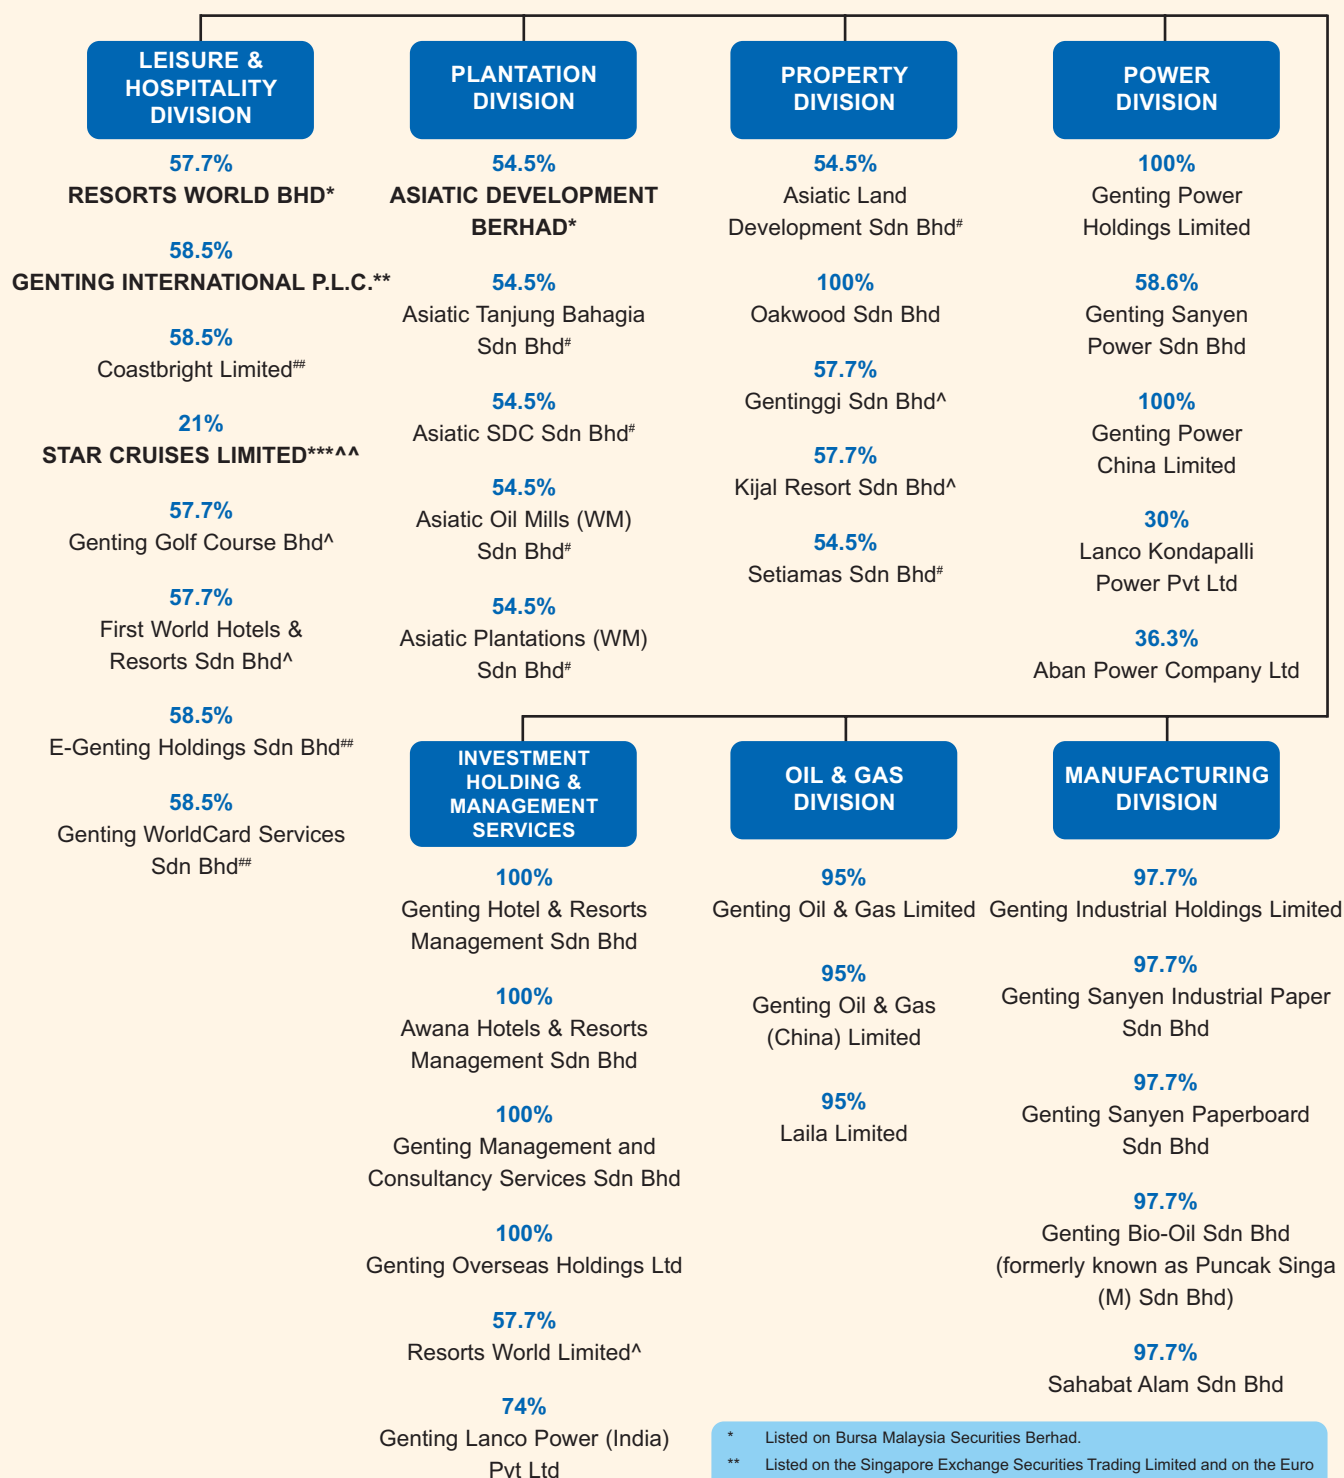 LEISURE &
HOSPITALITY
DIVISION
57.7%
RESORTS WORLD BHD*
58.5%
GENTING INTERNATIONAL P.L.C.**
58.5%
Coastbright Limited##
21%
STAR CRUISES LIMITED***^^
57.7%
Genting Golf Course Bhd^
57.7%
First World Hotels &
Resorts Sdn Bhd^
58.5%
E-Genting Holdings Sdn Bhd##
58.5%
Genting WorldCard Services
Sdn Bhd##
PLANTATION
DIVISION
54.5%
ASIATIC DEVELOPMENT
BERHAD*
54.5%
Asiatic Tanjung Bahagia
Sdn Bhd#
54.5%
Asiatic SDC Sdn Bhd#
54.5%
Asiatic Oil Mills (WM)
Sdn Bhd#
54.5%
Asiatic Plantations (WM)
Sdn Bhd#
PROPERTY
DIVISION
54.5%
Asiatic Land
Development Sdn Bhd#
100%
Oakwood Sdn Bhd
57.7%
Gentinggi Sdn Bhd^
57.7%
Kijal Resort Sdn Bhd^
54.5%
Setiamas Sdn Bhd#
POWER
DIVISION
100%
Genting Power
Holdings Limited
58.6%
Genting Sanyen
Power Sdn Bhd
100%
Genting Power
China Limited
30%
Lanco Kondapalli
Power Pvt Ltd
36.3%
Aban Power Company Ltd
INVESTMENT
HOLDING &
MANAGEMENT
SERVICES
100%
Genting Hotel & Resorts
Management Sdn Bhd
100%
Awana Hotels & Resorts
Management Sdn Bhd
100%
Genting Management and
Consultancy Services Sdn Bhd
100%
Genting Overseas Holdings Ltd
57.7%
Resorts World Limited^
74%
Genting Lanco Power (India)
Pvt Ltd
OIL & GAS
DIVISION
95%
Genting Oil & Gas Limited
95%
Genting Oil & Gas
(China) Limited
95%
Laila Limited
MANUFACTURING
DIVISION
97.7%
Genting Industrial Holdings Limited
97.7%
Genting Sanyen Industrial Paper
Sdn Bhd
97.7%
Genting Sanyen Paperboard
Sdn Bhd
97.7%
Genting Bio-Oil Sdn Bhd
(formerly known as Puncak Singa
(M) Sdn Bhd)
97.7%
Sahabat Alam Sdn Bhd
* Listed on Bursa Malaysia Securities Berhad.
** Listed on the Singapore Exchange Securities Trading Limited and on the Euro